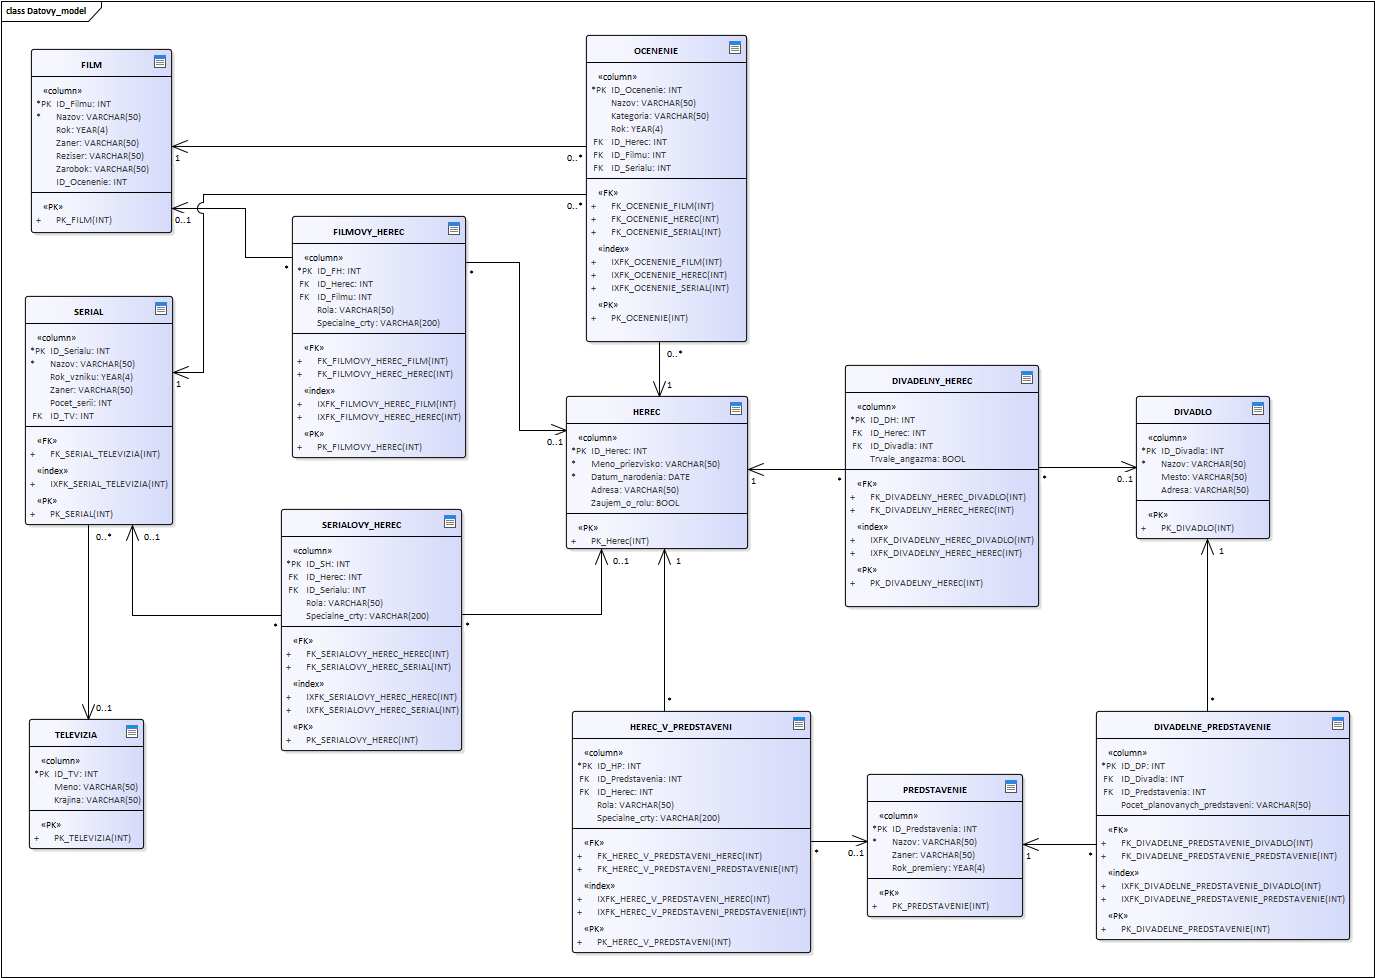 class Datovy_model
FILM
«column»
*PK ID_Filmu: INT
* Nazov: VARCHAR(50)
Rok: YEAR(4)
Zaner: VARCHAR(50)
Reziser: VARCHAR(50)
Zarobok: VARCHAR(50)
ID_Ocenenie: INT
«PK»
+ PK_FILM(INT)
OCENENIE
«column»
*PK ID_Ocenenie: INT
Nazov: VARCHAR(50)
Kategoria: VARCHAR(50)
Rok: YEAR(4)
FK ID_Herec: INT
FK ID_Filmu: INT
FK ID_Serialu: INT
«FK»
+ FK_OCENENIE_FILM(INT)
+ FK_OCENENIE_HEREC(INT)
+ FK_OCENENIE_SERIAL(INT)
«index»
+ IXFK_OCENENIE_FILM(INT)
+ IXFK_OCENENIE_HEREC(INT)
+ IXFK_OCENENIE_SERIAL(INT)
«PK»
+ PK_OCENENIE(INT)
1
0..*
0..*
0..1
1
FILMOVY_HEREC
«column»
*PK ID_FH: INT
FK ID_Herec: INT
FK ID_Filmu: INT
Rola: VARCHAR(50)
Specialne_crty: VARCHAR(200)
«FK»
+ FK_FILMOVY_HEREC_FILM(INT)
+ FK_FILMOVY_HEREC_HEREC(INT)
«index»
+ IXFK_FILMOVY_HEREC_FILM(INT)
+ IXFK_FILMOVY_HEREC_HEREC(INT)
«PK»
+ PK_FILMOVY_HEREC(INT)
*
*
0..1
0..*
1
SERIAL
«column»
*PK ID_Serialu: INT
* Nazov: VARCHAR(50)
Rok_vzniku: YEAR(4)
Zaner: VARCHAR(50)
Pocet_serii: INT
FK ID_TV: INT
«FK»
+ FK_SERIAL_TELEVIZIA(INT)
«index»
+ IXFK_SERIAL_TELEVIZIA(INT)
«PK»
+ PK_SERIAL(INT)
0..*
0..1
HEREC
«column»
*PK ID_Herec: INT
* Meno_priezvisko: VARCHAR(50)
* Datum_narodenia: DATE
Adresa: VARCHAR(50)
Zaujem_o_rolu: BOOL
«PK»
+ PK_Herec(INT)
0..1
1
DIVADELNY_HEREC
«column»
*PK ID_DH: INT
FK ID_Herec: INT
FK ID_Divadla: INT
Trvale_angazma: BOOL
«FK»
+ FK_DIVADELNY_HEREC_DIVADLO(INT)
+ FK_DIVADELNY_HEREC_HEREC(INT)
«index»
+ IXFK_DIVADELNY_HEREC_DIVADLO(INT)
+ IXFK_DIVADELNY_HEREC_HEREC(INT)
«PK»
+ PK_DIVADELNY_HEREC(INT)
1
*
*
0..1
DIVADLO
«column»
*PK ID_Divadla: INT
* Nazov: VARCHAR(50)
Mesto: VARCHAR(50)
Adresa: VARCHAR(50)
«PK»
+ PK_DIVADLO(INT)
1
SERIALOVY_HEREC
«column»
*PK ID_SH: INT
FK ID_Herec: INT
FK ID_Serialu: INT
Rola: VARCHAR(50)
Specialne_crty: VARCHAR(200)
«FK»
+ FK_SERIALOVY_HEREC_HEREC(INT)
+ FK_SERIALOVY_HEREC_SERIAL(INT)
«index»
+ IXFK_SERIALOVY_HEREC_HEREC(INT)
+ IXFK_SERIALOVY_HEREC_SERIAL(INT)
«PK»
+ PK_SERIALOVY_HEREC(INT)
*
*
0..1
TELEVIZIA
«column»
*PK ID_TV: INT
Meno: VARCHAR(50)
Krajina: VARCHAR(50)
«PK»
+ PK_TELEVIZIA(INT)
*
HEREC_V_PREDSTAVENI
«column»
*PK ID_HP: INT
FK ID_Predstavenia: INT
FK ID_Herec: INT
Rola: VARCHAR(50)
Specialne_crty: VARCHAR(200)
«FK»
+ FK_HEREC_V_PREDSTAVENI_HEREC(INT)
+ FK_HEREC_V_PREDSTAVENI_PREDSTAVENIE(INT)
«index»
+ IXFK_HEREC_V_PREDSTAVENI_HEREC(INT)
+ IXFK_HEREC_V_PREDSTAVENI_PREDSTAVENIE(INT)
«PK»
+ PK_HEREC_V_PREDSTAVENI(INT)
*
0..1
PREDSTAVENIE
«column»
*PK ID_Predstavenia: INT
* Nazov: VARCHAR(50)
Zaner: VARCHAR(50)
Rok_premiery: YEAR(4)
«PK»
+ PK_PREDSTAVENIE(INT)
1
*
*
DIVADELNE_PREDSTAVENIE
«column»
*PK ID_DP: INT
FK ID_Divadla: INT
FK ID_Predstavenia: INT
Pocet_planovanych_predstaveni: VARCHAR(50)
«FK»
+ FK_DIVADELNE_PREDSTAVENIE_DIVADLO(INT)
+ FK_DIVADELNE_PREDSTAVENIE_PREDSTAVENIE(INT)
«index»
+ IXFK_DIVADELNE_PREDSTAVENIE_DIVADLO(INT)
+ IXFK_DIVADELNE_PREDSTAVENIE_PREDSTAVENIE(INT)
«PK»
+ PK_DIVADELNE_PREDSTAVENIE(INT)